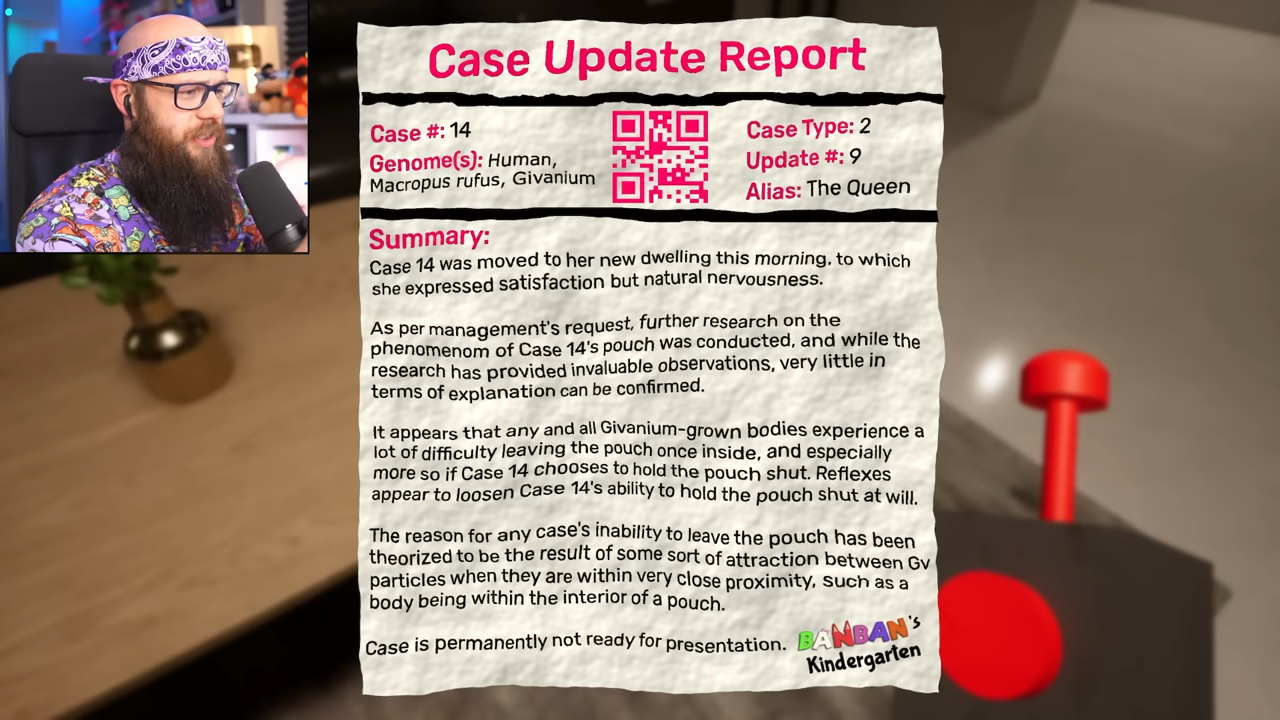 Case Update Report
Case #: 14
Genome(s): Human,
Macropus rufus, Givanium
Case Type: 2
Update #: 9
Alias: The Queen
Summary:
Case 14 was moved to her new dwelling this morning, to which
she expressed satisfaction but natural nervousness.
As per management's request, further research on the
phenomenom of Case 14's pouch was conducted, and while the
research has provided invaluable observations, very little in
terms of explanation can be confirmed.
It appears that any and all Givanium-grown bodies experience a
lot of difficulty leaving the pouch once inside, and especially
more so if Case 14 chooses to hold the pouch shut. Reflexes
appear to loosen Case 14's ability to hold the pouch shut at will.
The reason for any case's inability to leave the pouch has been
theorized to be the result of some sort of attraction between Gv
particles when they are within very close proximity, such as a
body being within the interior of a pouch.
Case is permanently not ready for presentation.
BANBAN's
Kindergarten